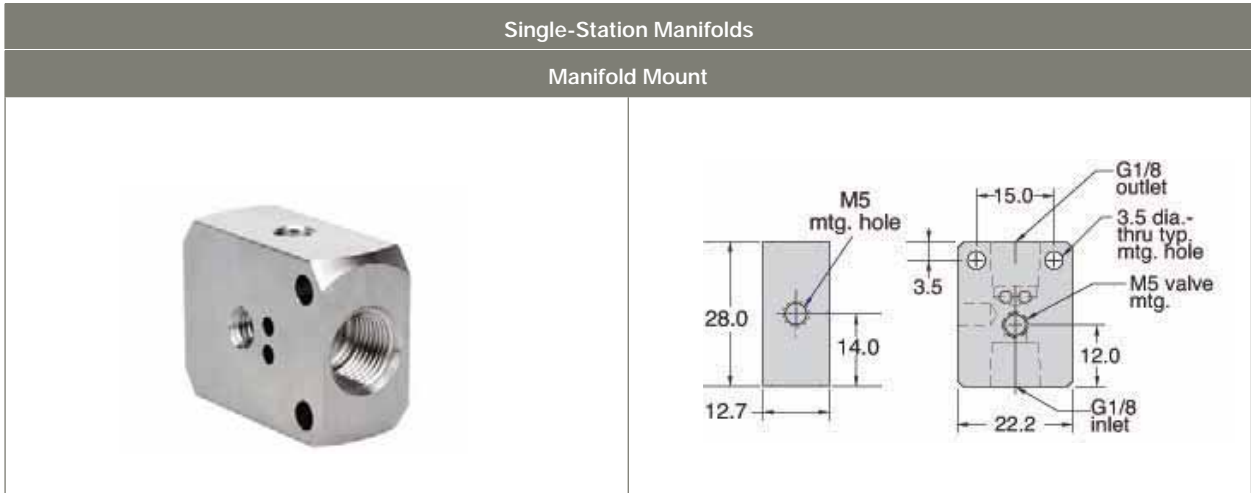 Single-Station Manifolds
Manifold Mount
M5
mtg. hole
28.0
14.0
12.7
G1/8
outlet
15.0
3.5 dia.-
thru typ.
mtg. hole
3.5
M5 valve
mtg.
12.0
G1/8
inlet
22.2